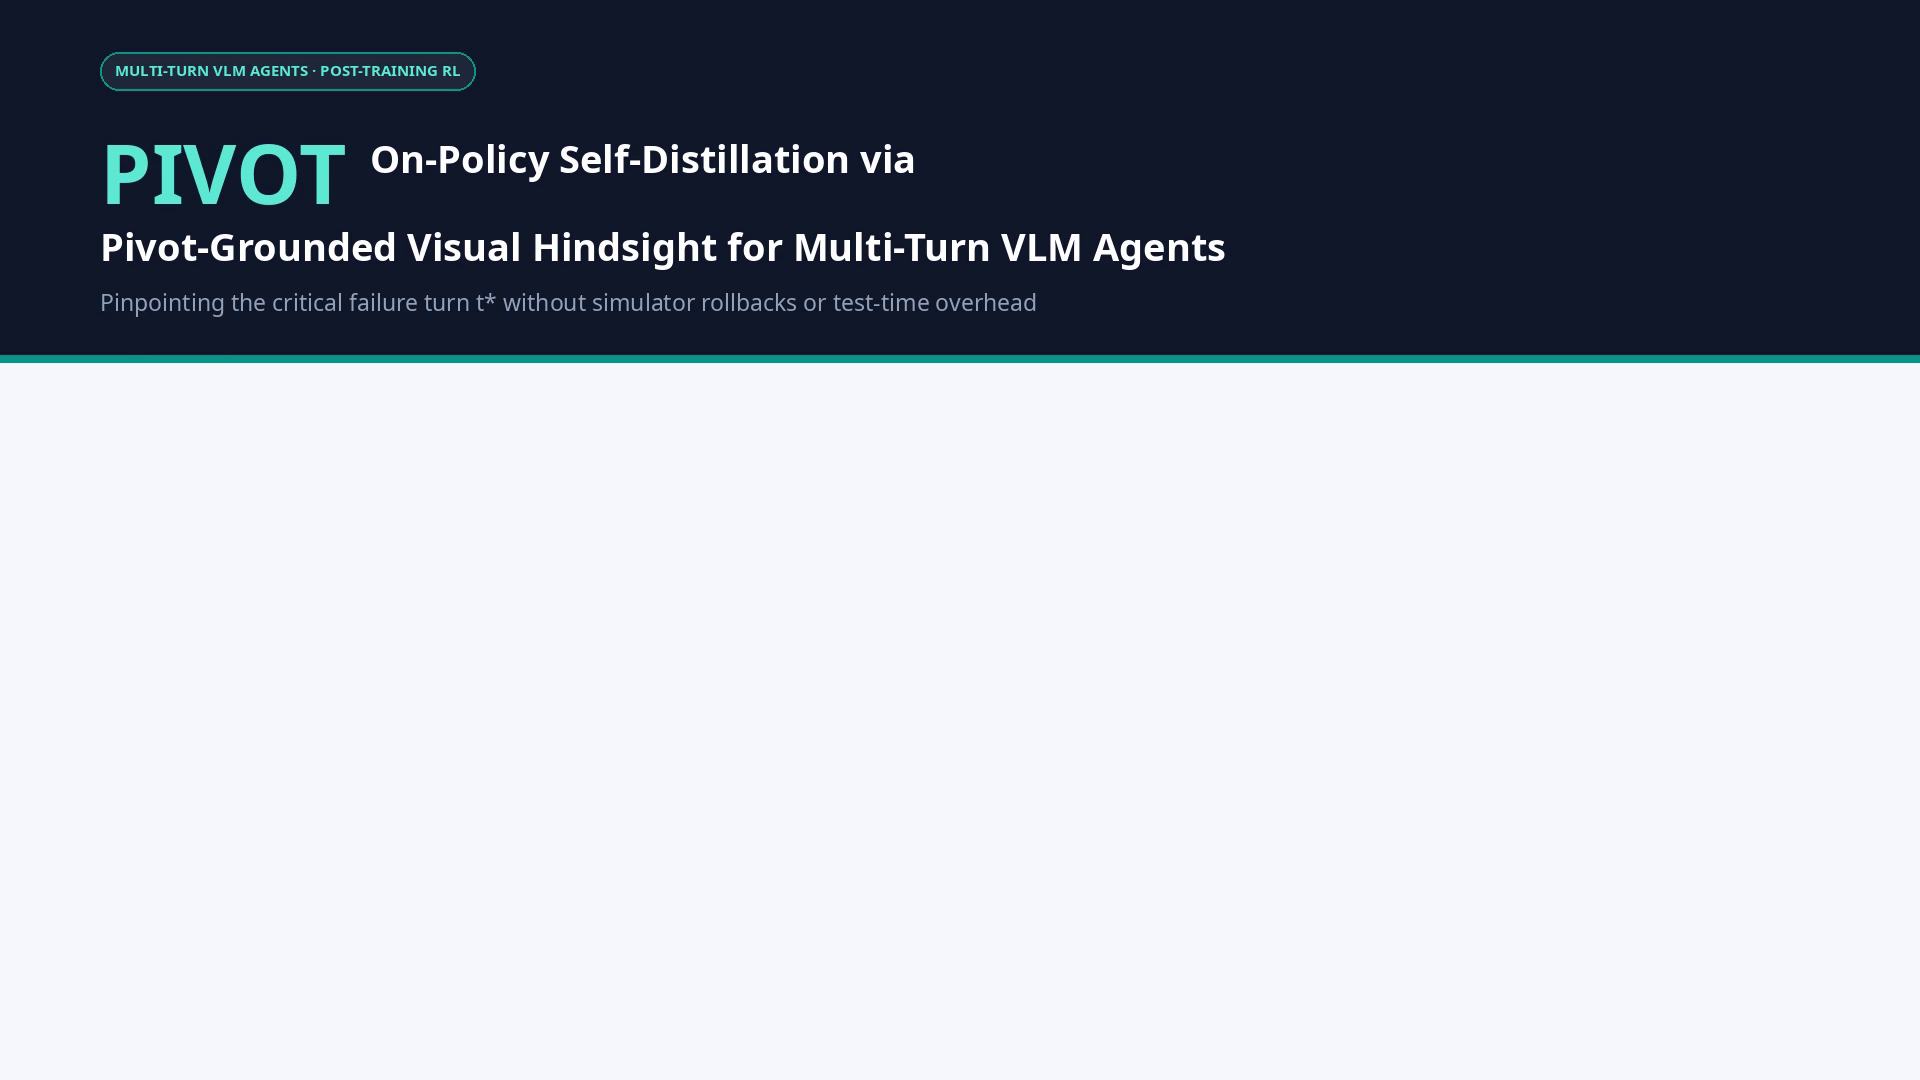 MULTI-TURN VLM AGENTS · POST-TRAINING RL
PIVOT On-Policy Self-Distillation via
Pivot-Grounded Visual Hindsight for Multi-Turn VLM Agents
Pinpointing the critical failure turn t* without simulator rollbacks or test-time overhead